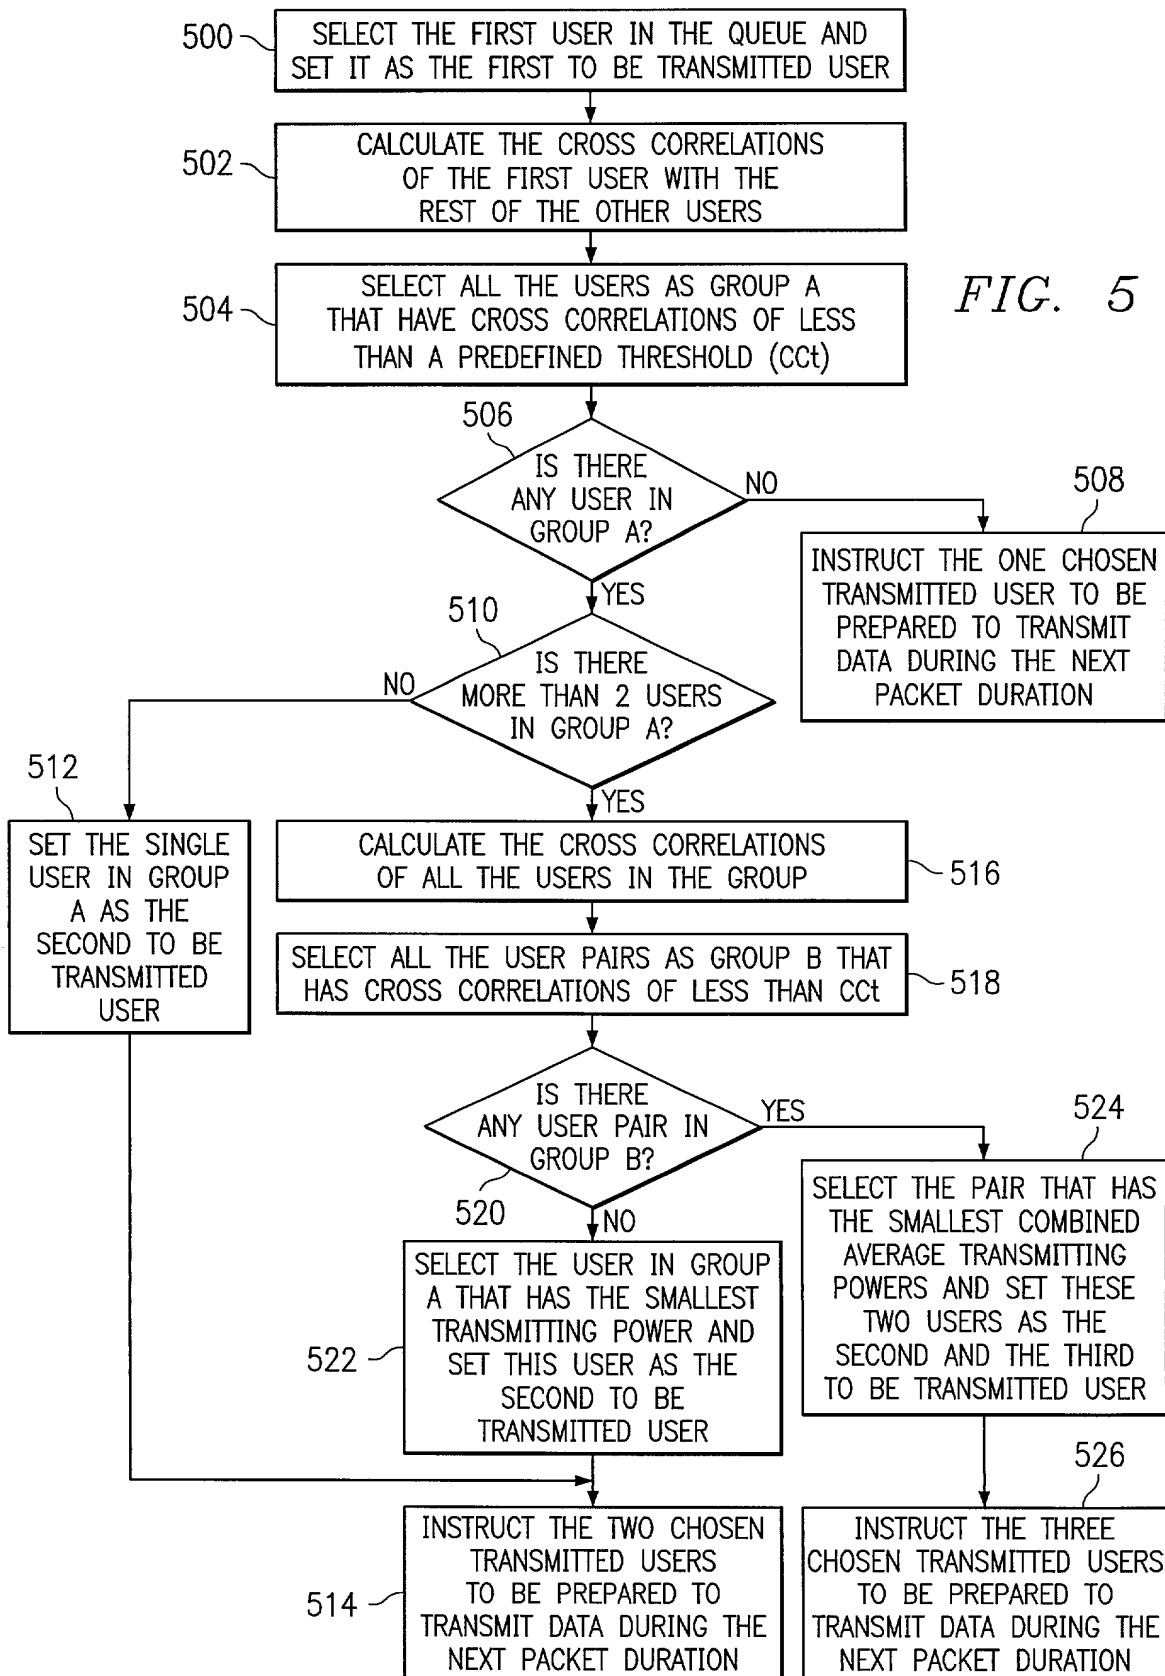 500
SELECT THE FIRST USER IN THE QUEUE AND
SET IT AS THE FIRST TO BE TRANSMITTED USER
502
CALCULATE THE CROSS CORRELATIONS
OF THE FIRST USER WITH THE
REST OF THE OTHER USERS
504
SELECT ALL THE USERS AS GROUP A
THAT HAVE CROSS CORRELATIONS OF LESS
THAN A PREDEFINED THRESHOLD (CCt)
FIG. 5
506
IS THERE
ANY USER IN
GROUP A?
NO
YES
508
INSTRUCT THE ONE CHOSEN
TRANSMITTED USER TO BE
PREPARED TO TRANSMIT
DATA DURING THE NEXT
PACKET DURATION
510
IS THERE
MORE THAN 2 USERS
IN GROUP A?
NO
YES
512
SET THE SINGLE
USER IN GROUP
A AS THE
SECOND TO BE
TRANSMITTED
USER
CALCULATE THE CROSS CORRELATIONS
OF ALL THE USERS IN THE GROUP
516
SELECT ALL THE USER PAIRS AS GROUP B THAT
HAS CROSS CORRELATIONS OF LESS THAN CCt
518
IS THERE
ANY USER PAIR IN
GROUP B?
520
YES
NO
524
SELECT THE PAIR THAT HAS
THE SMALLEST COMBINED
AVERAGE TRANSMITTING
POWERS AND SET THESE
TWO USERS AS THE
SECOND AND THE THIRD
TO BE TRANSMITTED USER
522
SELECT THE USER IN GROUP
A THAT HAS THE SMALLEST
TRANSMITTING POWER AND
SET THIS USER AS THE
SECOND TO BE
TRANSMITTED USER
514
INSTRUCT THE TWO CHOSEN
TRANSMITTED USERS
TO BE PREPARED TO
TRANSMIT DATA DURING THE
NEXT PACKET DURATION
526
INSTRUCT THE THREE
CHOSEN TRANSMITTED USERS
TO BE PREPARED TO
TRANSMIT DATA DURING THE
NEXT PACKET DURATION